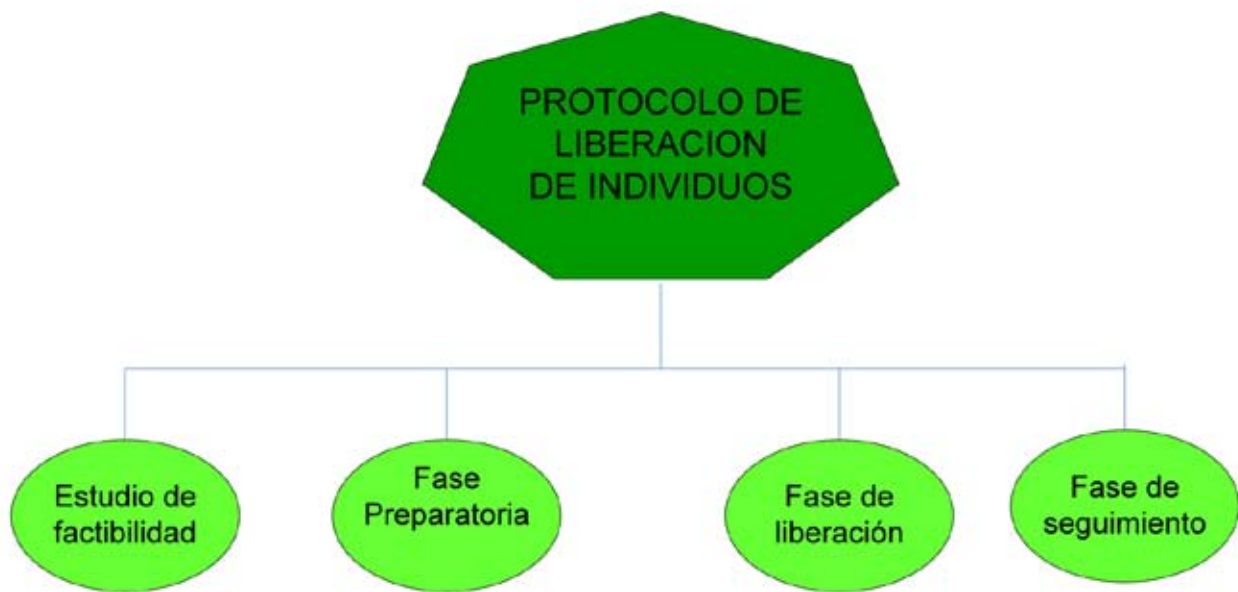 PROTOCOLO DE
LIBERACION
DE INDIVIDUOS
Estudio de
factibilidad
Fase
Preparatoria
Fase de
liberación
Fase de
seguimiento